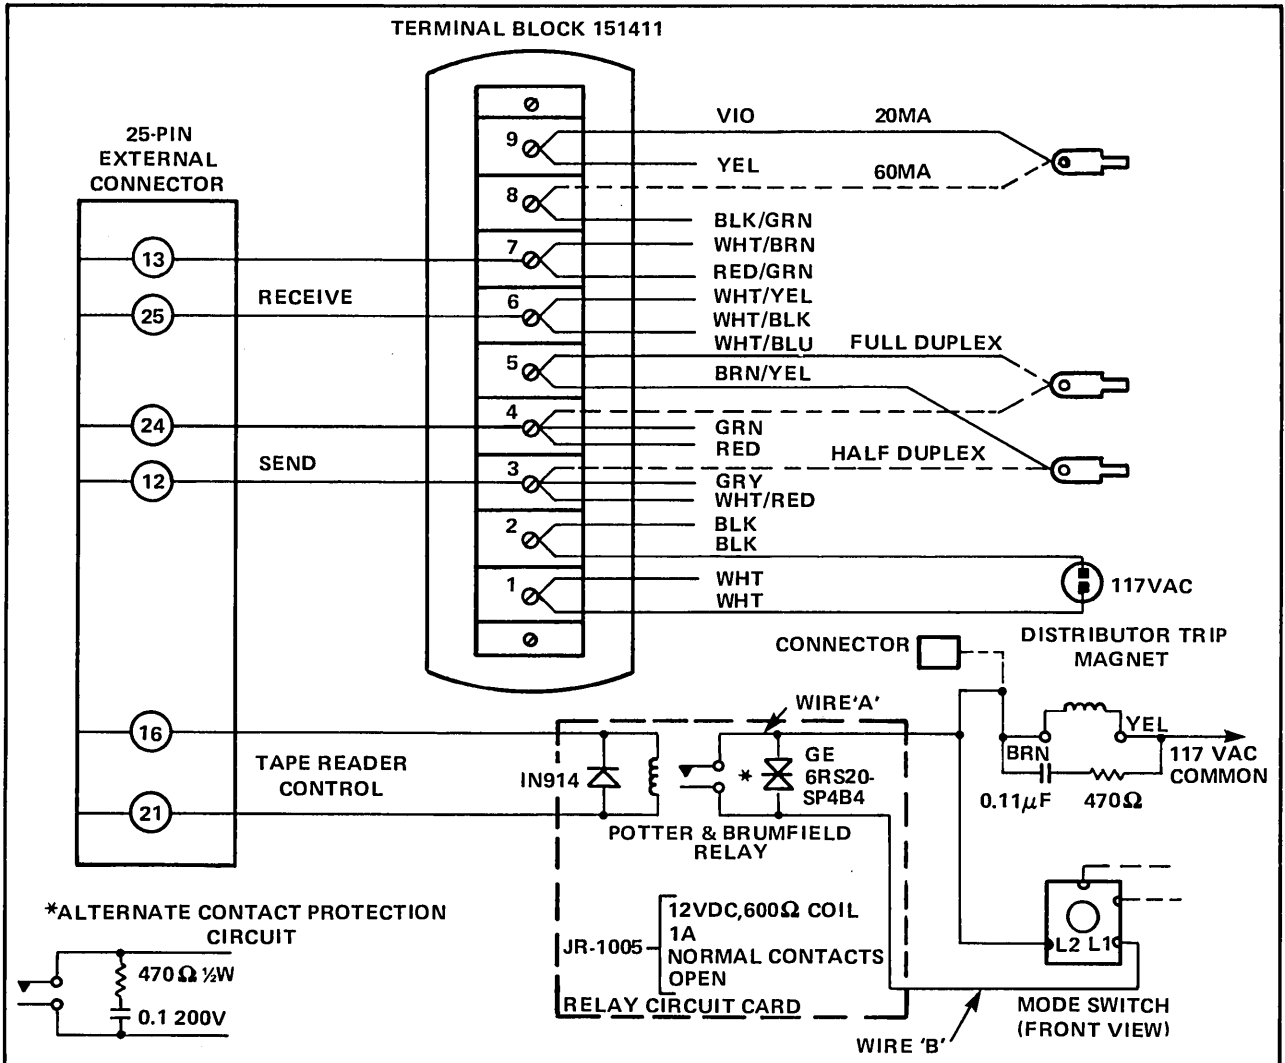 TERMINAL BLOCK 151411
25-PIN
EXTERNAL
CONNECTOR
13
25
RECEIVE
24
12
SEND
16
21
TAPE READER
CONTROL
9
8
7
6
5
4
3
2
1
VIO 20MA
YEL
60MA
BLK/GRN
WHT/BRN
RED/GRN
WHT/YEL
WHT/BLK
WHT/BLU FULL DUPLEX
BRN/YEL
GRN
RED
HALF DUPLEX
GRY
WHT/RED
BLK
BLK
WHT
WHT
117VAC
CONNECTOR
DISTRIBUTOR TRIP
MAGNET
WIRE 'A'
BRN
YEL
117 VAC
COMMON
0.11μF 470Ω
IN914
*
GE
6RS20-
SP4B4
POTTER & BRUMFIELD
RELAY
JR-1005
12VDC,600Ω COIL
1A
NORMAL CONTACTS
OPEN
RELAY CIRCUIT CARD
L2 L1
MODE SWITCH
(FRONT VIEW)
WIRE 'B'
*ALTERNATE CONTACT PROTECTION
CIRCUIT
470Ω ½W
0.1 200V